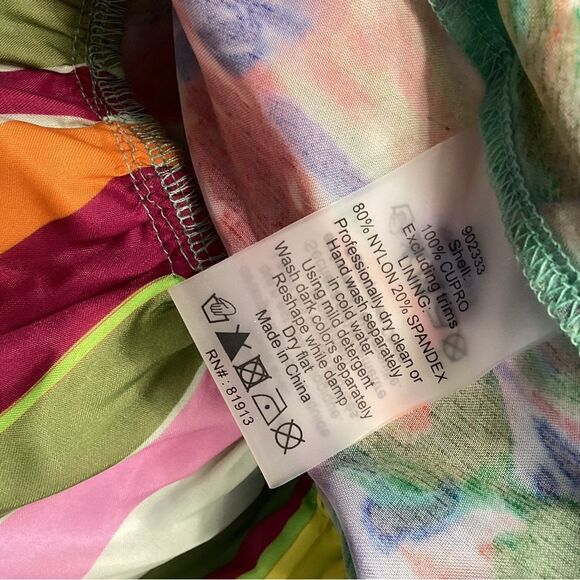 902333
Shell:
100% CUPRO
Excluding trims
LINING:
80% NYLON 20% SPANDEX
Professionally dry clean or
Hand wash separately
in cold water
Using mild detergent
Wash dark colors separately
Reshape while damp
Dry flat
Made in China
RN#: 81913